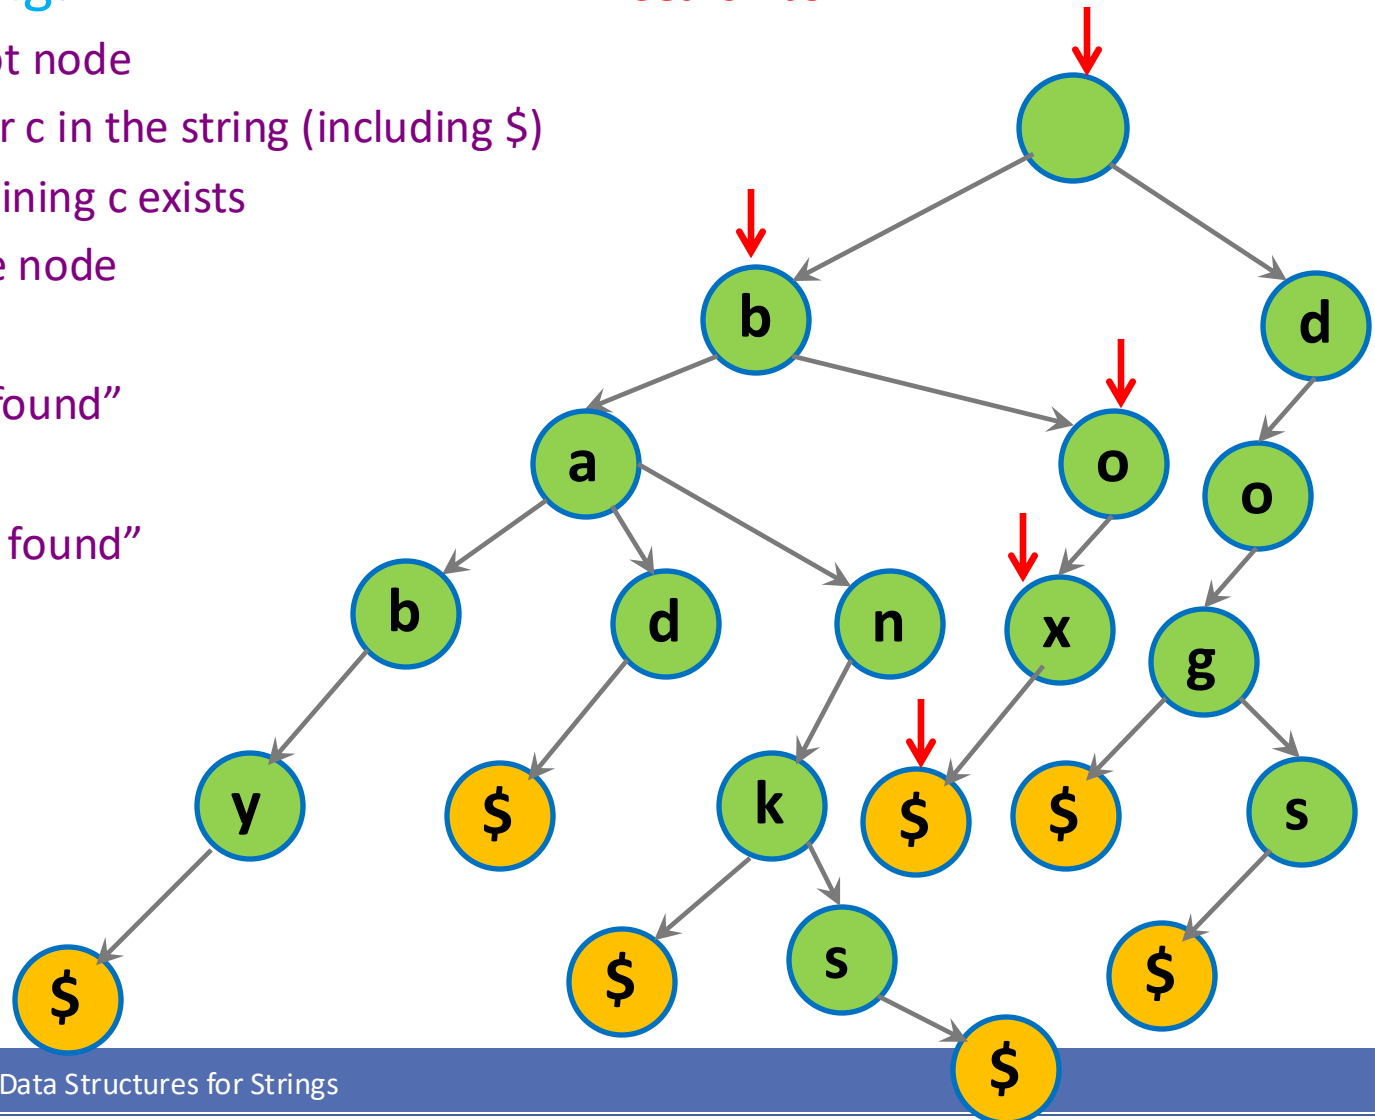 ot node
r c in the string (including $)
ining c exists
e node
found”
found”
b
d
a
o
o
b
d
n
x
g
y
$
k
$
$
s
$
s
$
$
$
Data Structures for Strings